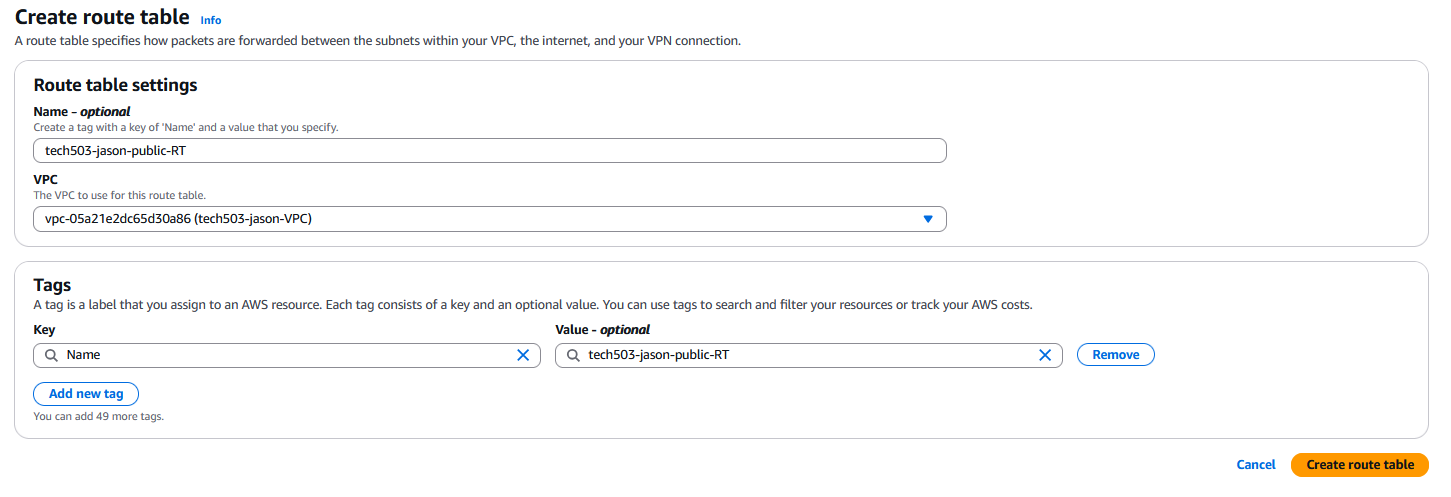 Create route table Info
A route table specifies how packets are forwarded between the subnets within your VPC, the internet, and your VPN connection.
Route table settings
Name – optional
Create a tag with a key of 'Name' and a value that you specify.
tech503-jason-public-RT
VPC
The VPC to use for this route table.
vpc-05a21e2dc65d30a86 (tech503-jason-VPC)
Tags
A tag is a label that you assign to an AWS resource. Each tag consists of a key and an optional value. You can use tags to search and filter your resources or track your AWS costs.
Key Value - optional
Name tech503-jason-public-RT Remove
Add new tag
You can add 49 more tags.
Cancel Create route table